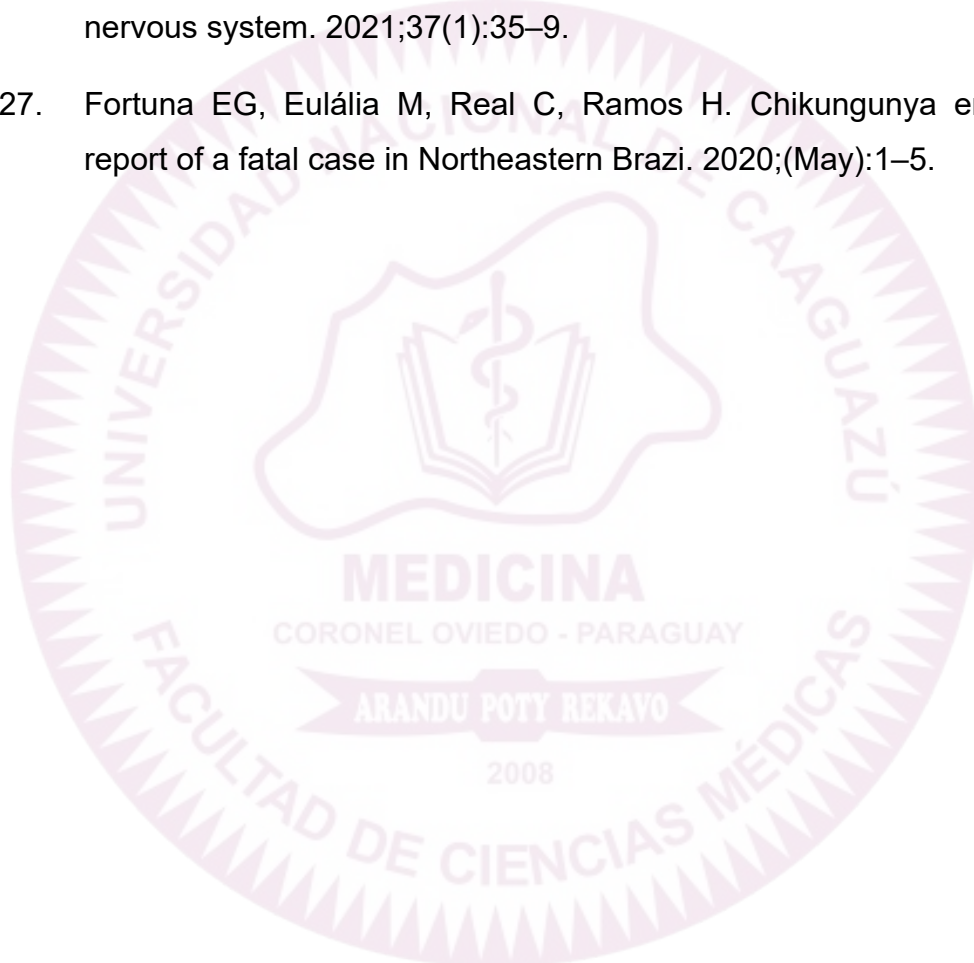 nervous system. 2021;37(1):35–9.
27. Fortuna EG, Eulália M, Real C, Ramos H. Chikungunya
report of a fatal case in Northeastern Brazi. 2020;(May):1–5.
UNIVERSIDAD NACIONAL DE CAAGUAZÚ
MEDICINA
CORONEL OVIEDO - PARAGUAY
ARANDU POTY REKAVO
2008
FACULTAD DE CIENCIAS MÉDICAS